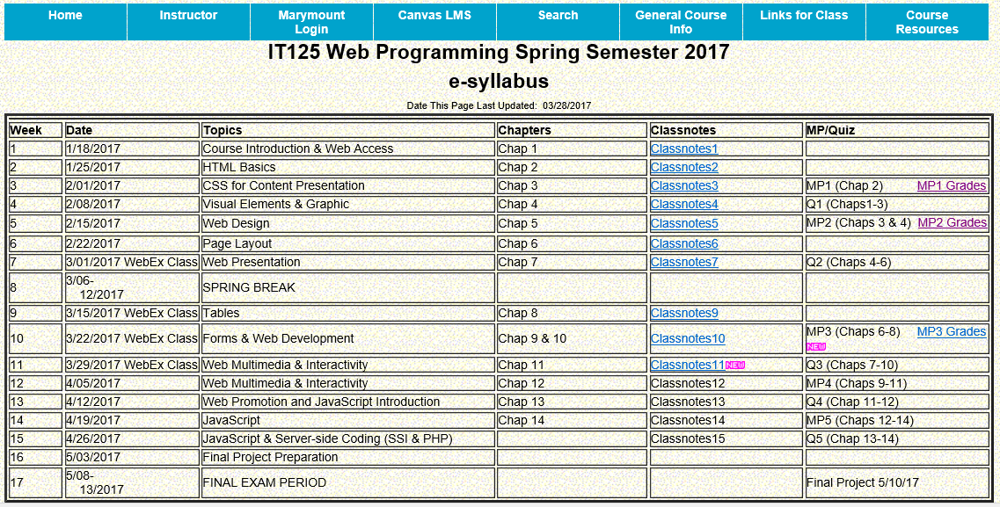 Home Instructor Marymount Login Canvas LMS Search General Course Info Links for Class Course Resources
IT125 Web Programming Spring Semester 2017
e-syllabus
Date This Page Last Updated: 03/28/2017
Week Date Topics Chapters Classnotes MP/Quiz
1 1/18/2017 Course Introduction & Web Access Chap 1 Classnotes1
2 1/25/2017 HTML Basics Chap 2 Classnotes2
3 2/01/2017 CSS for Content Presentation Chap 3 Classnotes3 MP1 (Chap 2) MP1 Grades
4 2/08/2017 Visual Elements & Graphic Chap 4 Classnotes4 Q1 (Chaps1-3)
5 2/15/2017 Web Design Chap 5 Classnotes5 MP2 (Chaps 3 & 4) MP2 Grades
6 2/22/2017 Page Layout Chap 6 Classnotes6
7 3/01/2017 WebEx Class Web Presentation Chap 7 Classnotes7 Q2 (Chaps 4-6)
8 3/06-12/2017 SPRING BREAK
9 3/15/2017 WebEx Class Tables Chap 8 Classnotes9
10 3/22/2017 WebEx Class Forms & Web Development Chap 9 & 10 Classnotes10 MP3 (Chaps 6-8) MP3 Grades NEW
11 3/29/2017 WebEx Class Web Multimedia & Interactivity Chap 11 Classnotes11 NEW Q3 (Chaps 7-10)
12 4/05/2017 Web Multimedia & Interactivity Chap 12 Classnotes12 MP4 (Chaps 9-11)
13 4/12/2017 Web Promotion and JavaScript Introduction Chap 13 Classnotes13 Q4 (Chap 11-12)
14 4/19/2017 JavaScript Chap 14 Classnotes14 MP5 (Chaps 12-14)
15 4/26/2017 JavaScript & Server-side Coding (SSI & PHP) Classnotes15 Q5 (Chap 13-14)
16 5/03/2017 Final Project Preparation
17 5/08-13/2017 FINAL EXAM PERIOD Final Project 5/10/17